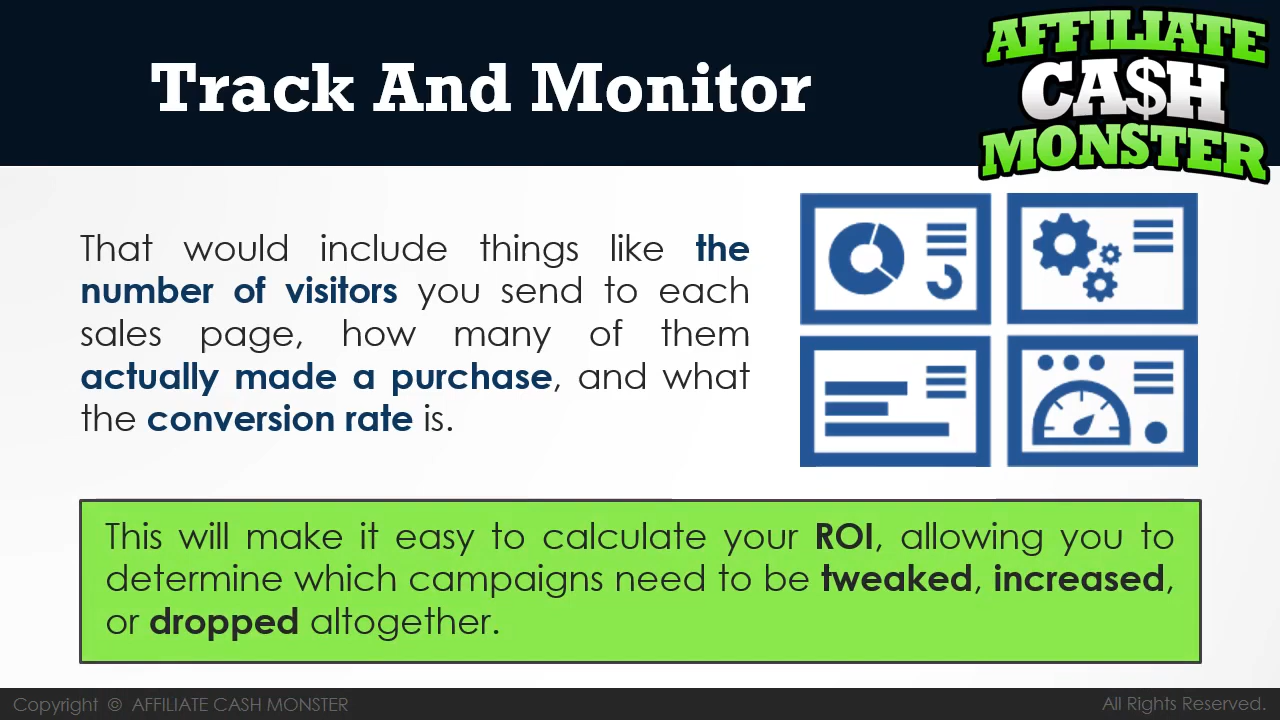 Track And Monitor
AFFILIATE
CA$H
MONSTER
That would include things like the
number of visitors you send to each
sales page, how many of them
actually made a purchase, and what
the conversion rate is.
This will make it easy to calculate your ROI, allowing you to
determine which campaigns need to be tweaked, increased,
or dropped altogether.
Copyright © AFFILIATE CASH MONSTER
All Rights Reserved.